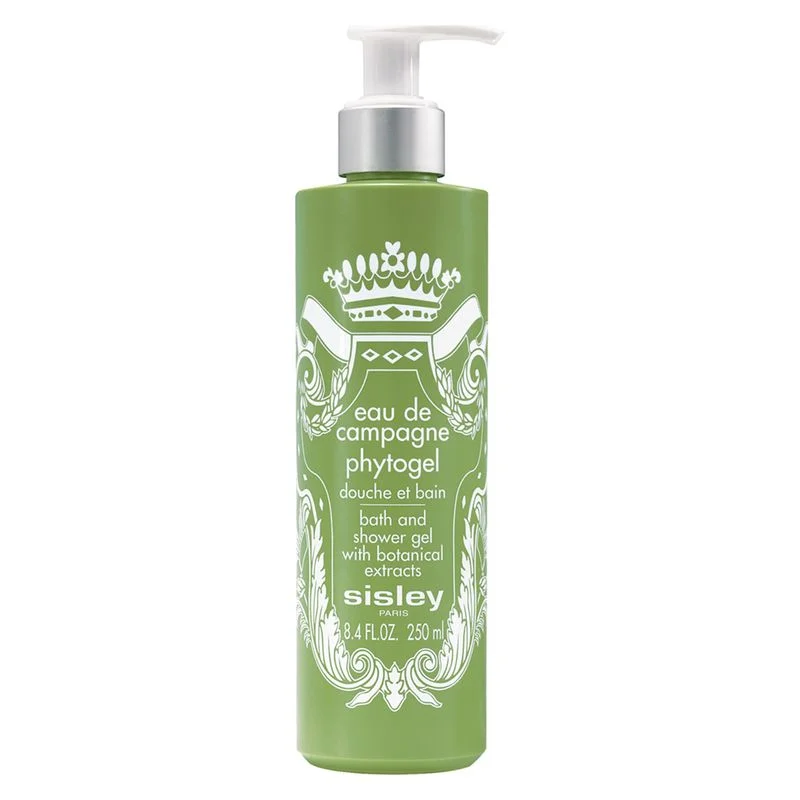 eau de
campagne
phytogel
douche et bain
bath and
shower gel
with botanical
extracts
sisley
PARIS
8.4 FL.OZ. 250 ml